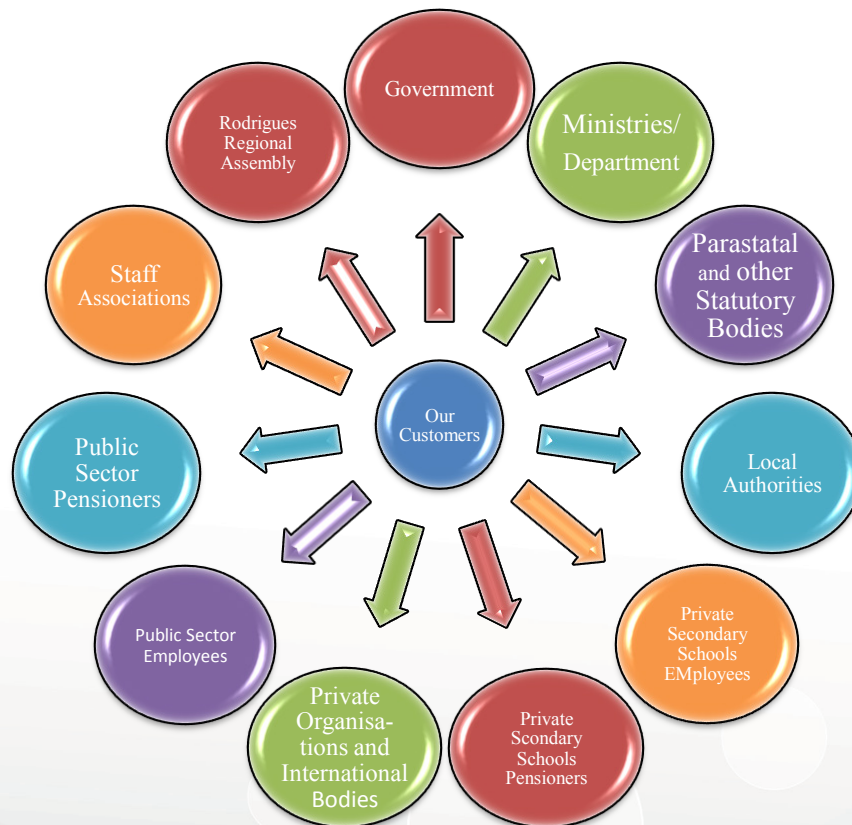 Government
Ministries/
Department
Parastatal
and other
Statutory
Bodies
Local
Authorities
Private
Secondary
Schools
EMployees
Private
Scondary
Schools
Pensioners
Private
Organisa-
tions and
International
Bodies
Public Sector
Employees
Public
Sector
Pensioners
Staff
Associations
Rodrigues
Regional
Assembly
Our
Customers